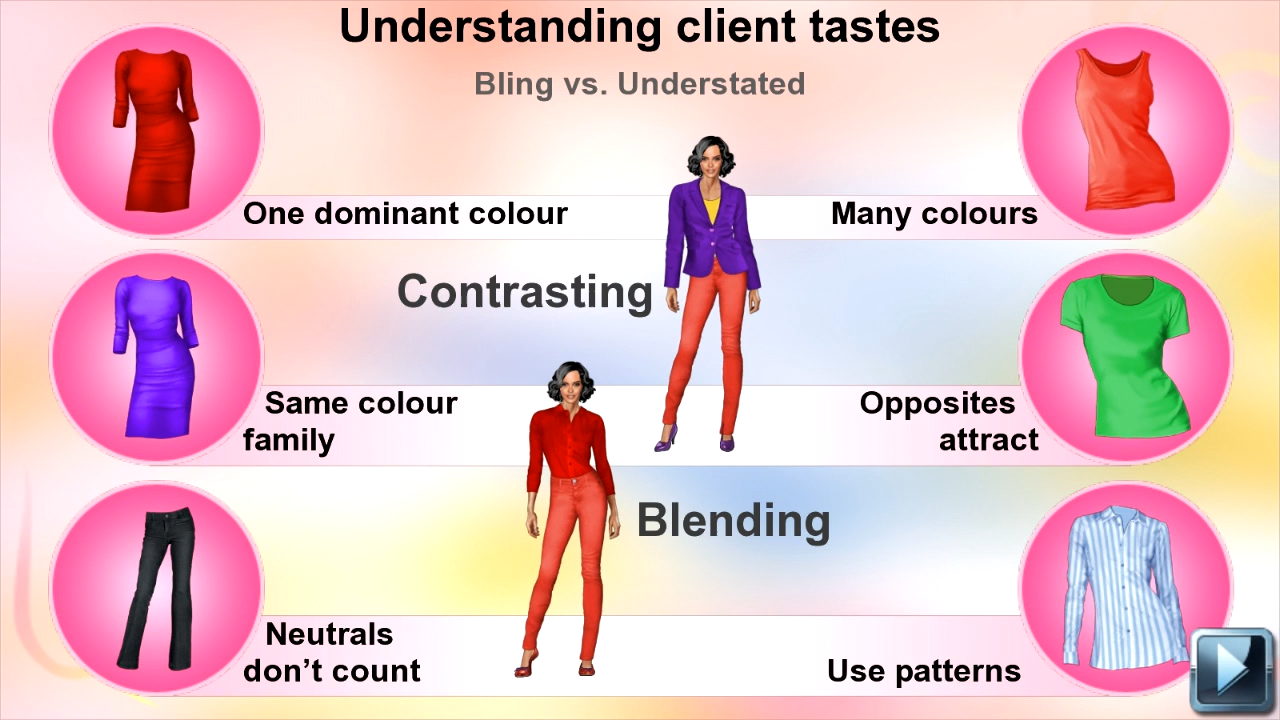 Understanding client tastes
Bling vs. Understated
One dominant colour
Many colours
Contrasting
Same colour
family
Opposites
attract
Blending
Neutrals
don’t count
Use patterns